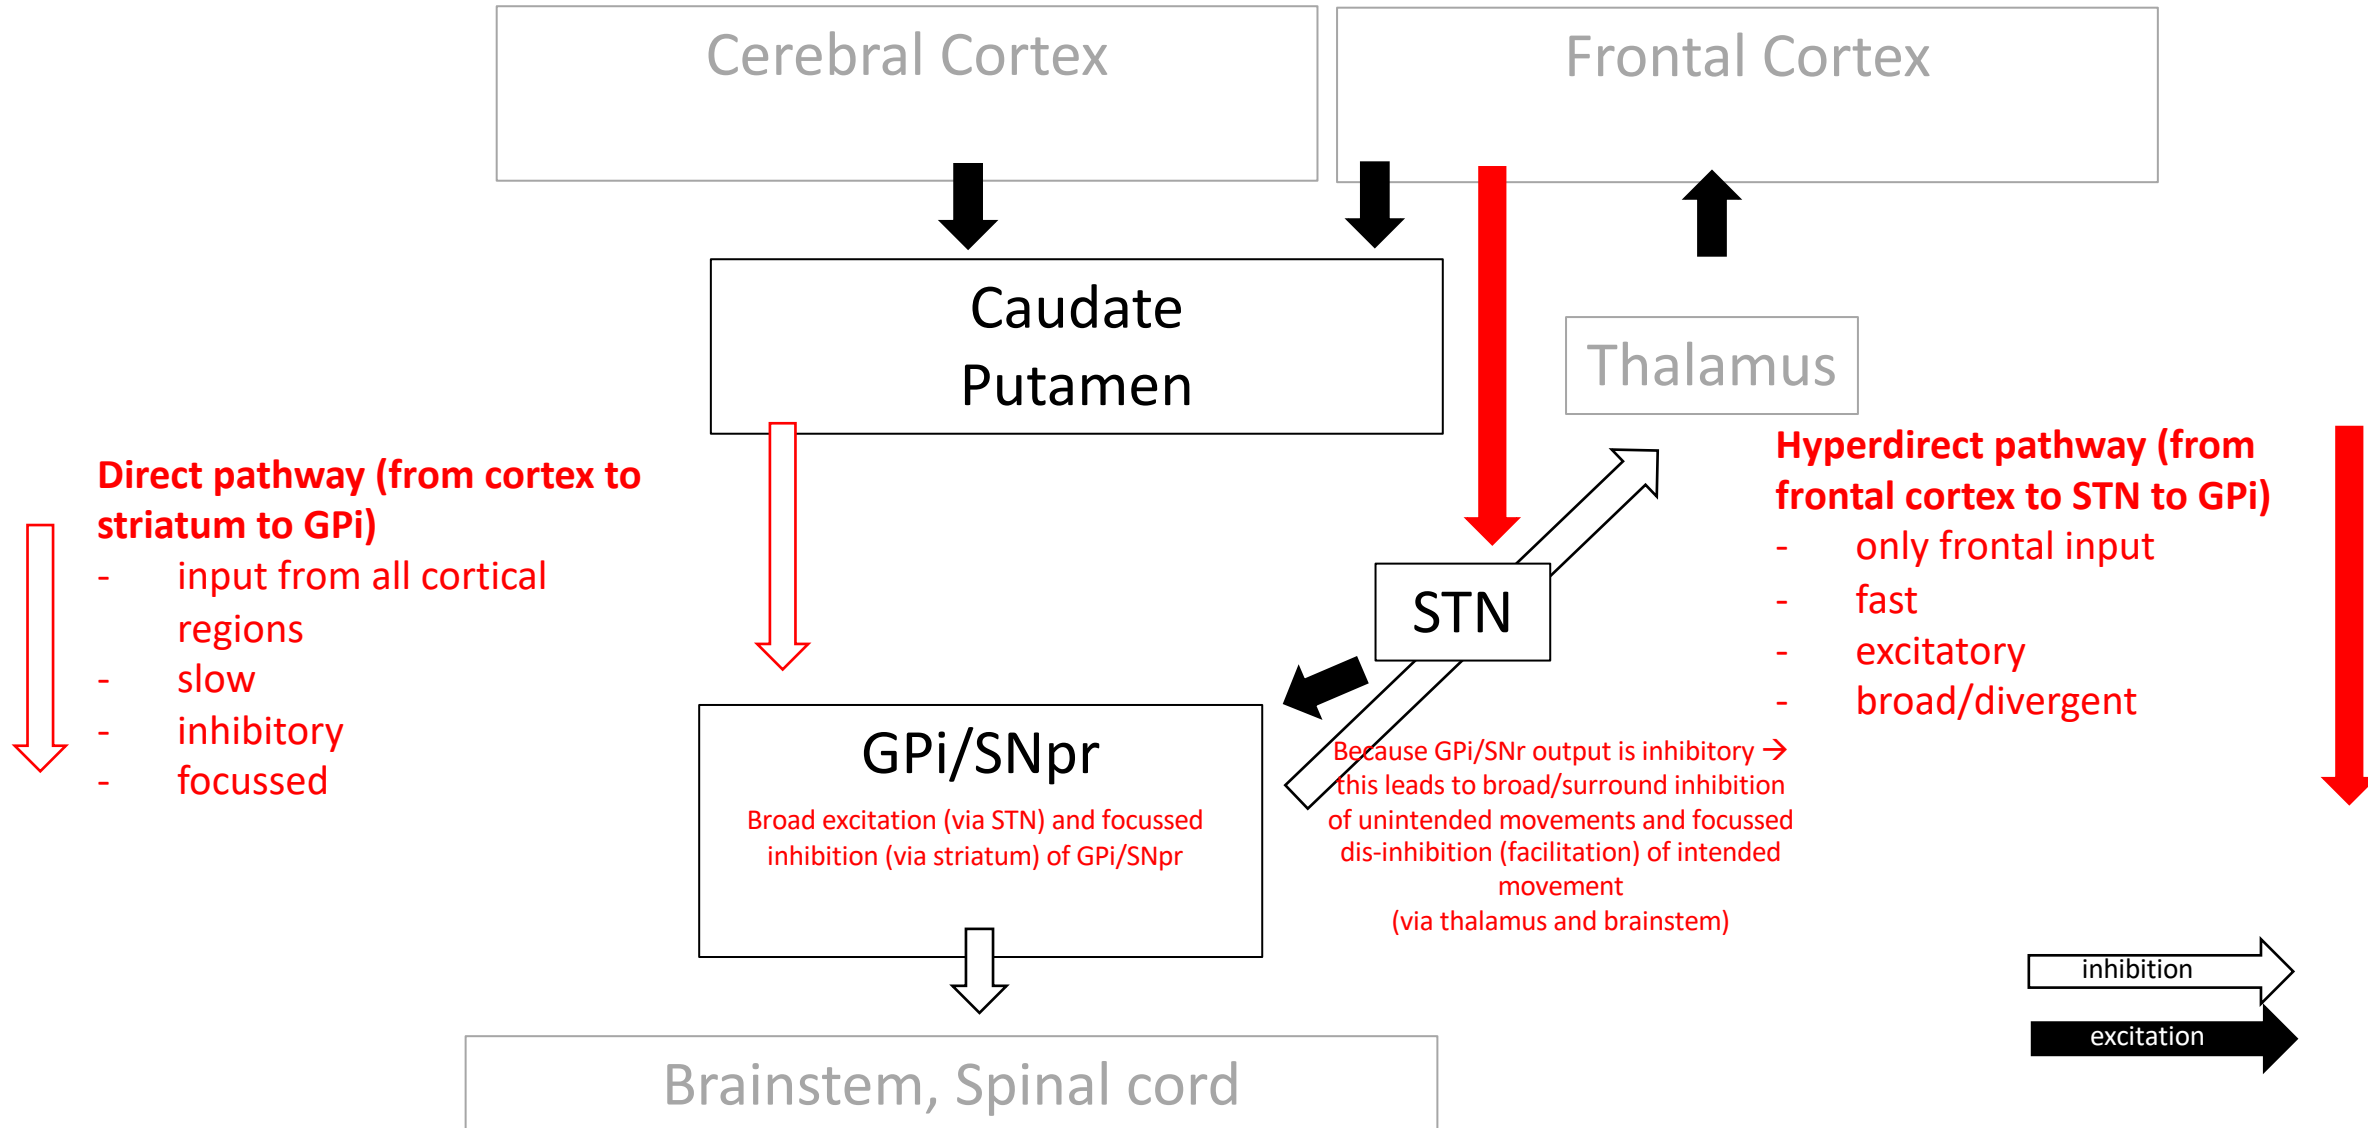 Cerebral Cortex
Frontal Cortex
Caudate
Putamen
Thalamus
Direct pathway (from cortex to
striatum to GPi)
- input from all cortical
regions
- slow
- inhibitory
- focussed
Hyperdirect pathway (from
frontal cortex to STN to GPi)
- only frontal input
- fast
- excitatory
- broad/divergent
STN
GPi/SNpr
Broad excitation (via STN) and focussed
inhibition (via striatum) of GPi/SNpr
Because GPi/SNr output is inhibitory →
this leads to broad/surround inhibition
of unintended movements and focussed
dis-inhibition (facilitation) of intended
movement
(via thalamus and brainstem)
inhibition
excitation
Brainstem, Spinal cord